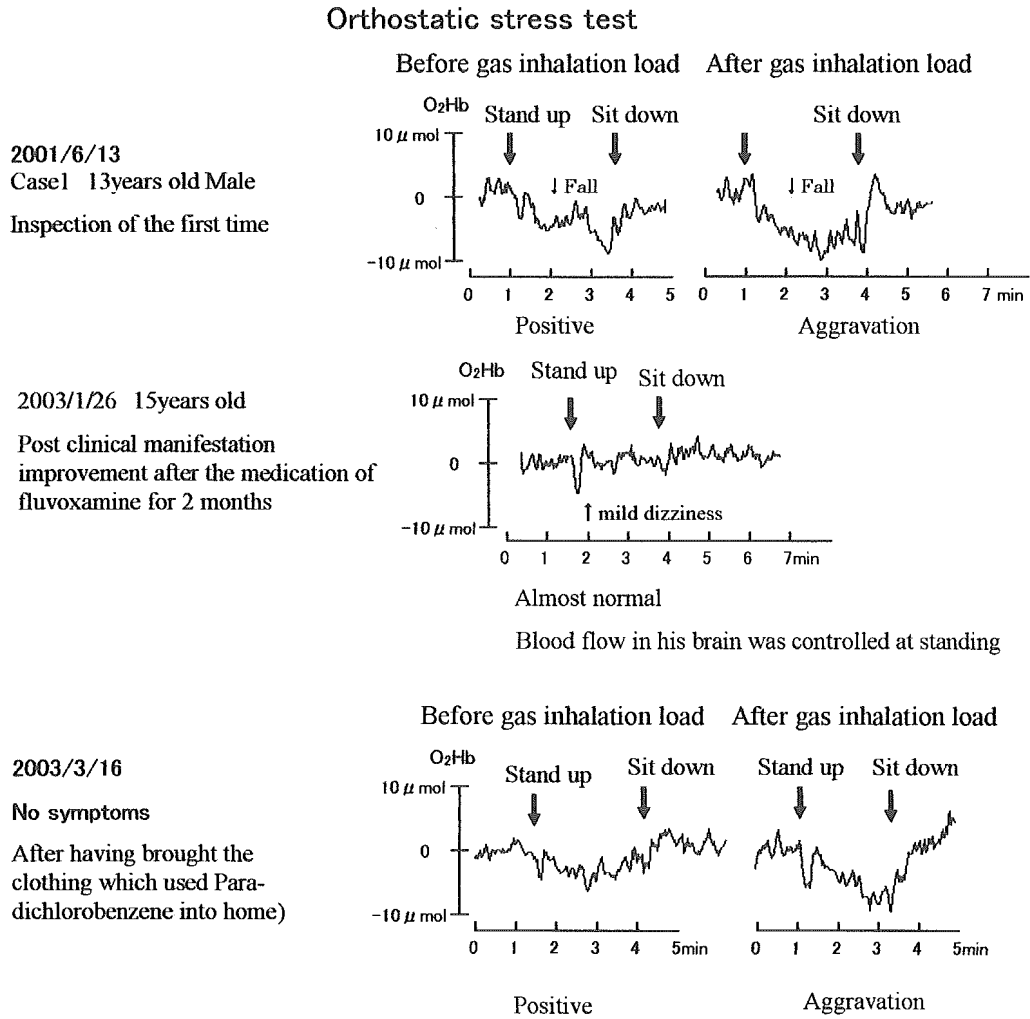 Orthostatic stress test
Before gas inhalation load After gas inhalation load
O₂Hb
Stand up Sit down Sit down
10 μ mol
2001/6/13
Case1 13years old Male
↓ Fall ↓ Fall
0
Inspection of the first time
-10 μ mol
0 1 2 3 4 5 0 1 2 3 4 5 6 7 min
Positive Aggravation
O₂Hb Stand up Sit down
10 μ mol
2003/1/26 15years old
Post clinical manifestation
improvement after the medication of
fluvoxamine for 2 months
0
↑ mild dizziness
-10 μ mol
0 1 2 3 4 5 6 7min
Almost normal
Blood flow in his brain was controlled at standing
Before gas inhalation load After gas inhalation load
O₂Hb
Stand up Sit down Stand up Sit down
10 μ mol
2003/3/16
No symptoms
After having brought the
clothing which used Para-
dichlorobenzene into home)
0
-10 μ mol
0 1 2 3 4 5min 0 1 2 3 4 5min
Positive Aggravation